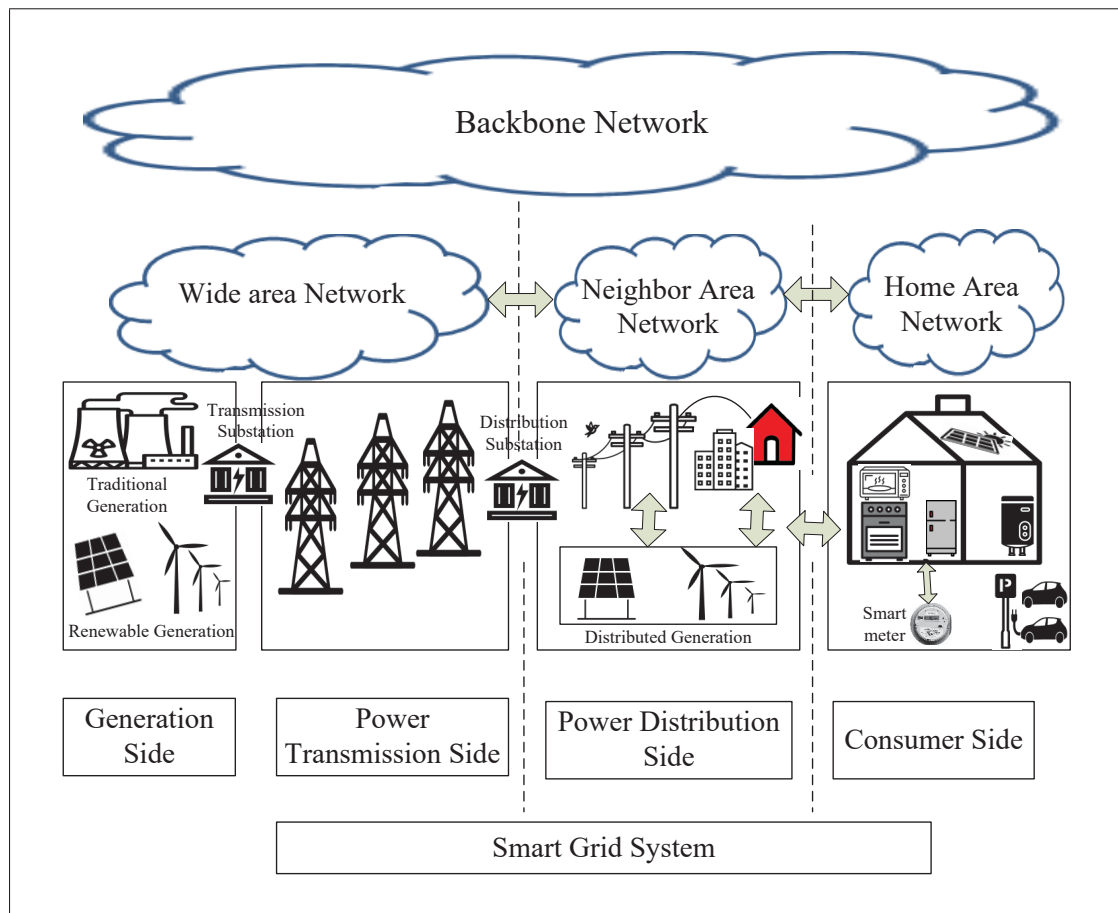 Backbone Network
Wide area Network
Neighbor Area
Network
Home Area
Network
Transmission
Substation
Distribution
Substation
Traditional
Generation
Renewable Generation
Distributed Generation
Smart
meter
P
Generation
Side
Power
Transmission Side
Power Distribution
Side
Consumer Side
Smart Grid System